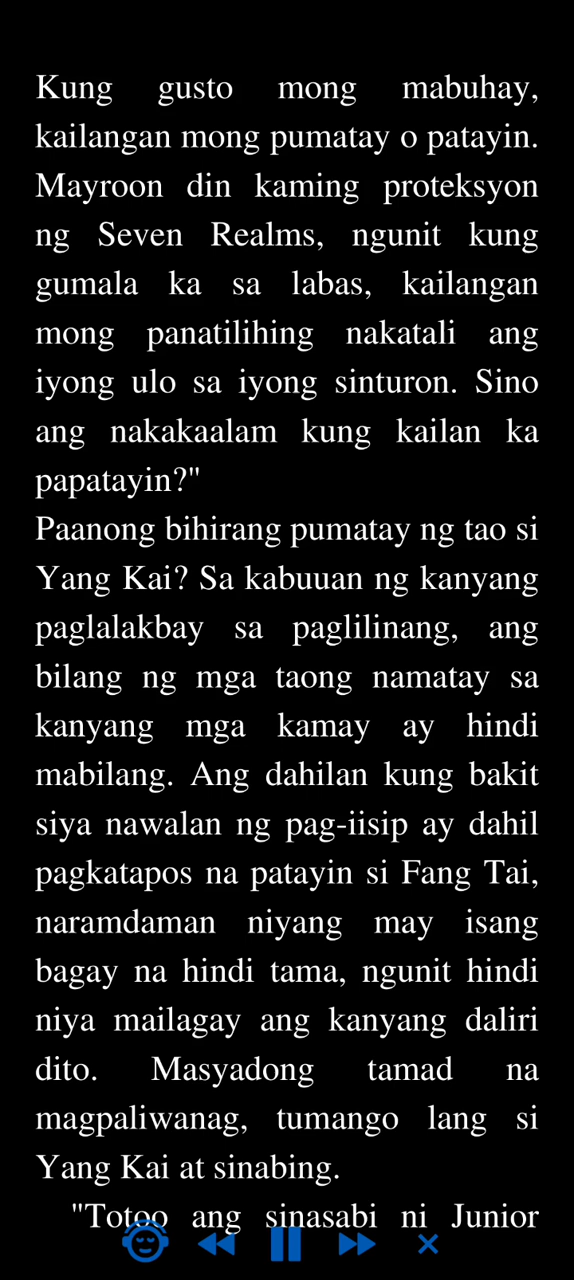 Kung gusto mong mabuhay,
kailangan mong pumatay o patayin.
Mayroon din kaming proteksyon
ng Seven Realms, ngunit kung
gumala ka sa labas, kailangan
mong panatilihing nakatali ang
iyong ulo sa iyong sinturon. Sino
ang nakakaalam kung kailan ka
papatayin?"
Paanong bihirang pumatay ng tao si
Yang Kai? Sa kabuuan ng kanyang
paglalakbay sa paglilinang, ang
bilang ng mga taong namatay sa
kanyang mga kamay ay hindi
mabilang. Ang dahilan kung bakit
siya nawalan ng pag-iisip ay dahil
pagkatapos na patayin si Fang Tai,
naramdaman niyang may isang
bagay na hindi tama, ngunit hindi
niya mailagay ang kanyang daliri
dito. Masyadong tamad na
magpaliwanag, tumango lang si
Yang Kai at sinabing.
"Totoo ang sinasabi ni Junior